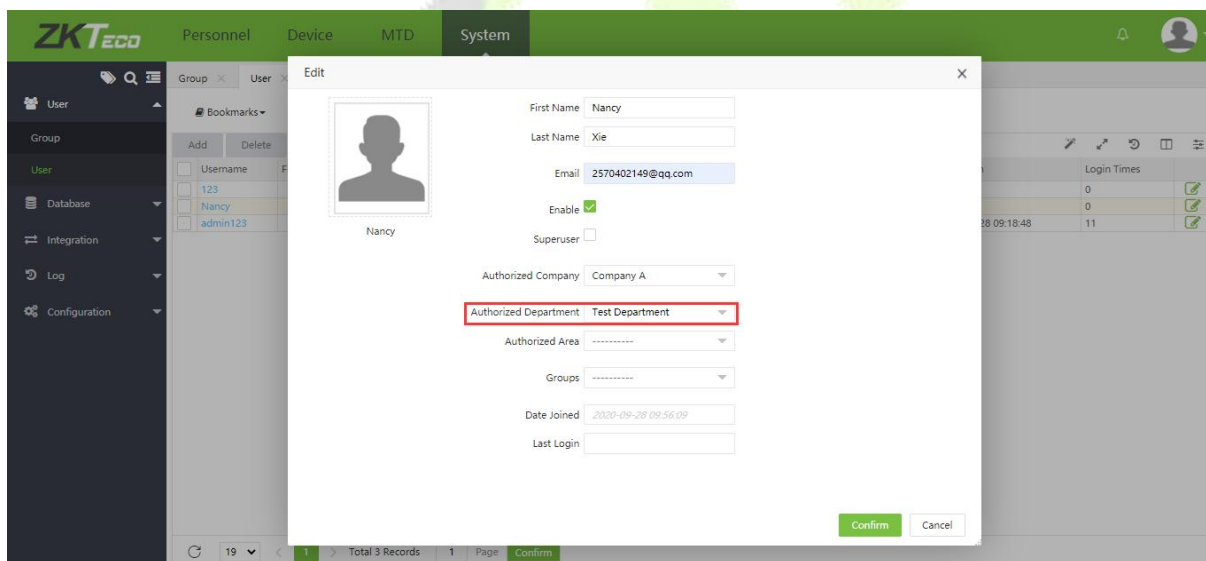 ZKTeco Personnel Device MTD System
Group User
Edit
User
Bookmarks
Group
Add Delete
User
Username F Login Times
Database
123 0
Nancy 0
admin123 28 09:18:48 11
Integration
Log
Configuration
Nancy
First Name Nancy
Last Name Xie
Email 2570402149@qq.com
Enable
Superuser
Authorized Company Company A
Authorized Department Test Department
Authorized Area ----------
Groups ----------
Date Joined 2020-09-28 09:56:09
Last Login
Confirm Cancel
19 < 1 > Total 3 Records 1 Page Confirm